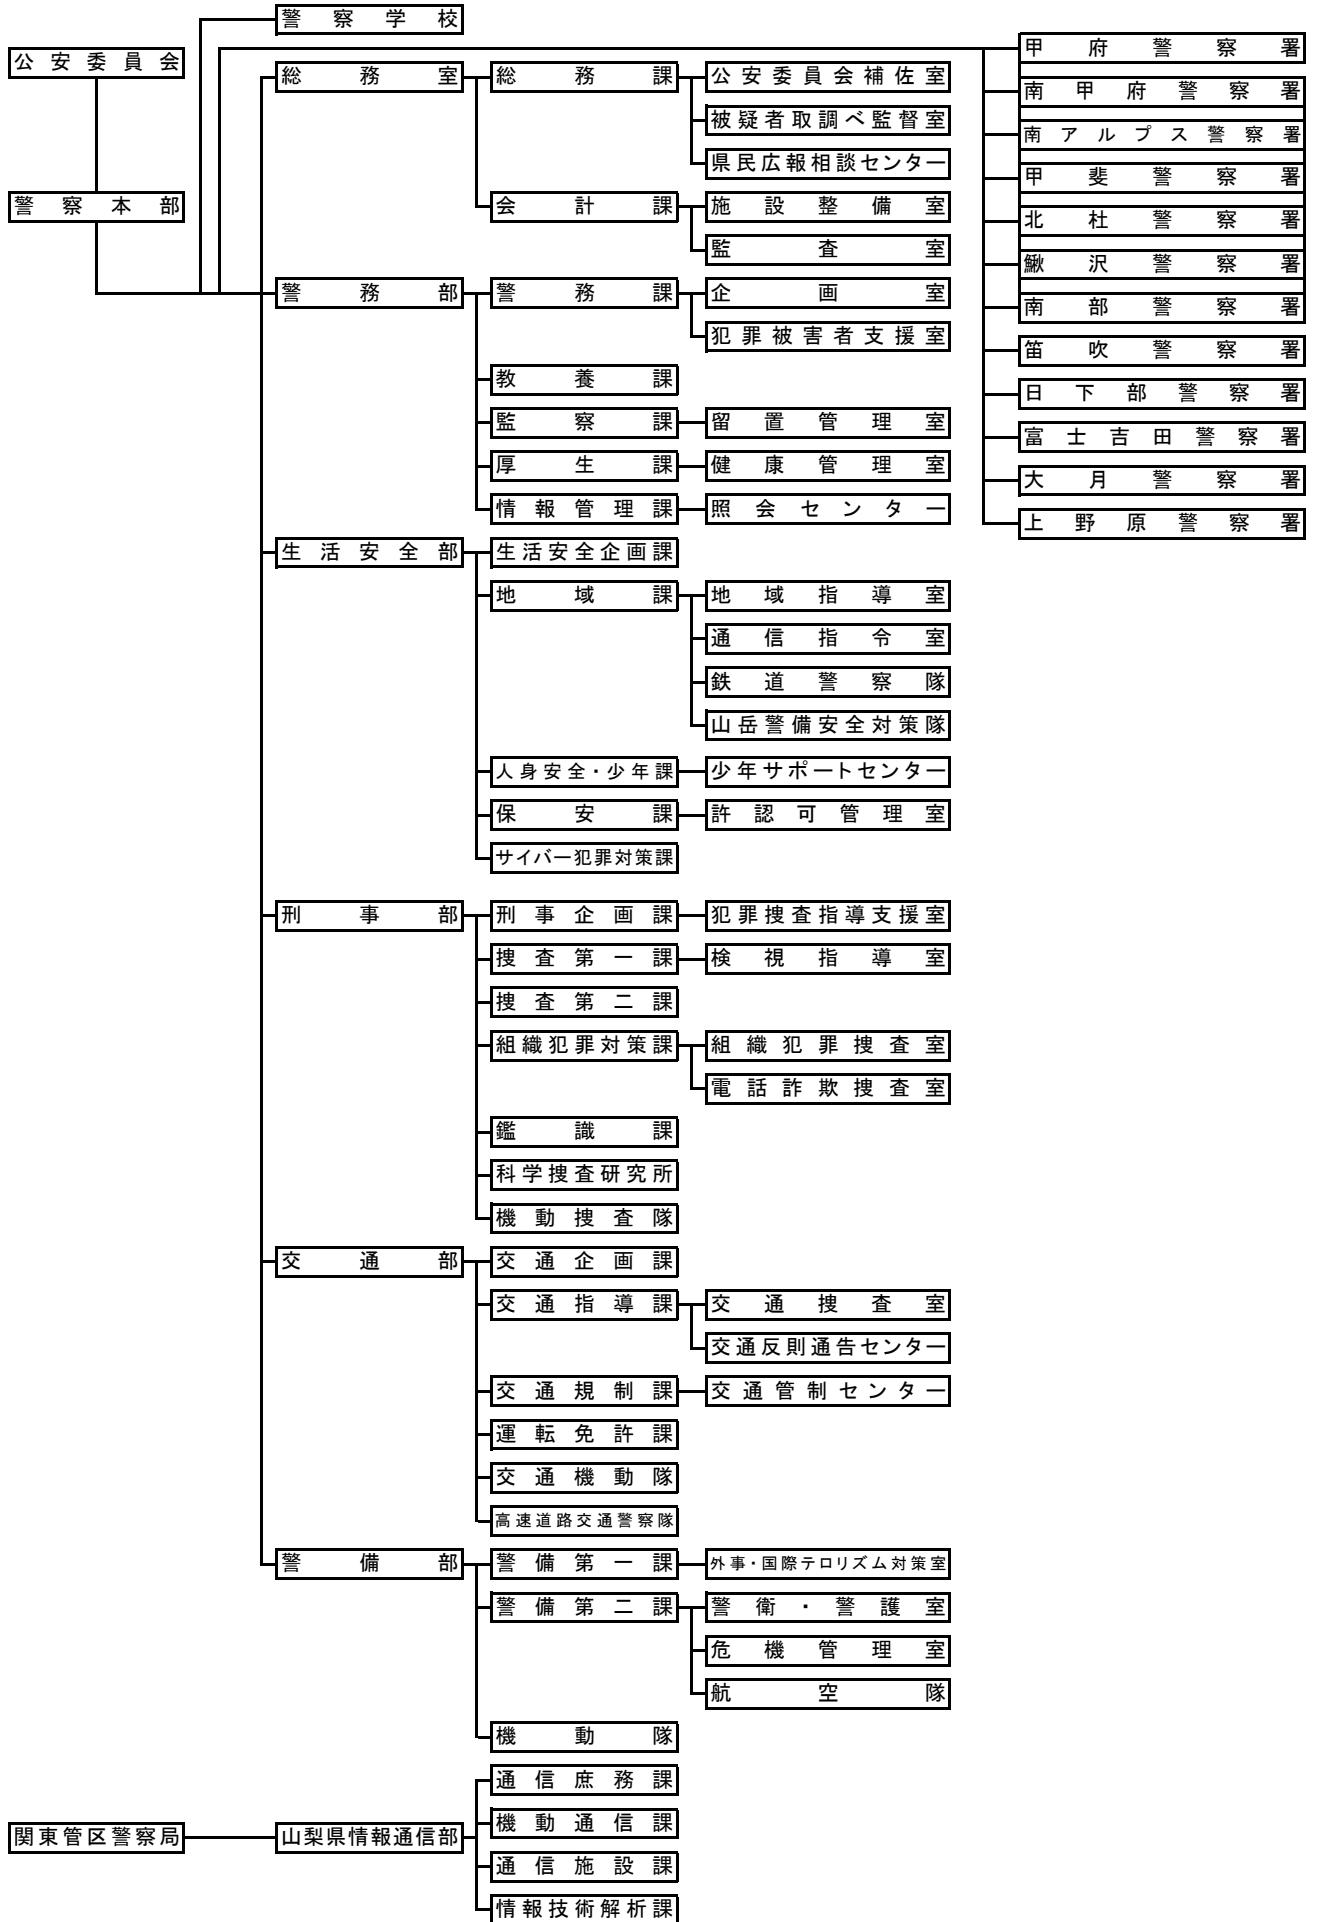 警察学校
公安委員会
警察本部
総務室
総務課
公安委員会補佐室
被疑者取調べ監督室
県民広報相談センター
会計課
施設整備室
監査室
警務部
警務課
企画室
犯罪被害者支援室
教養課
監察課
留置管理室
厚生課
健康管理室
情報管理課
照会センター
生活安全部
生活安全企画課
地域課
地域指導室
通信指令室
鉄道警察隊
山岳警備安全対策隊
人身安全・少年課
少年サポートセンター
保安課
許認可管理室
サイバー犯罪対策課
刑事部
刑事企画課
犯罪捜査指導支援室
捜査第一課
検視指導室
捜査第二課
組織犯罪対策課
組織犯罪捜査室
電話詐欺捜査室
鑑識課
科学捜査研究所
機動捜査隊
交通部
交通企画課
交通指導課
交通捜査室
交通反則通告センター
交通規制課
交通管制センター
運転免許課
交通機動隊
高速道路交通警察隊
警備部
警備第一課
外事・国際テロリズム対策室
警備第二課
警衛・警護室
危機管理室
航空隊
機動隊
関東管区警察局
山梨県情報通信部
通信庶務課
機動通信課
通信施設課
情報技術解析課
甲府警察署
南甲府警察署
南アルプス警察署
甲斐警察署
北杜警察署
鰍沢警察署
南部警察署
笛吹警察署
日下部警察署
富士吉田警察署
大月警察署
上野原警察署